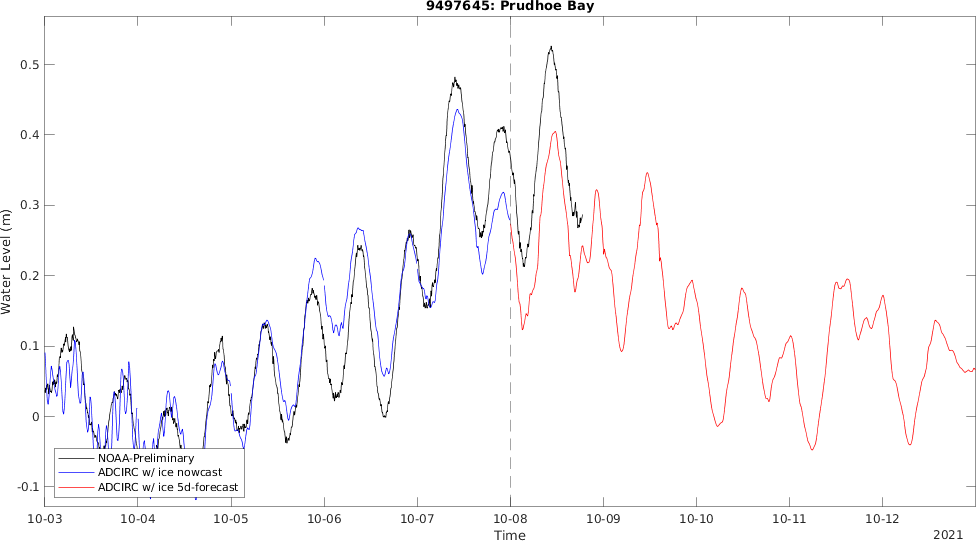 9497645: Prudhoe Bay
Water Level (m)
0.5
0.4
0.3
0.2
0.1
0
-0.1
NOAA-Preliminary
ADCIRC w/ ice nowcast
ADCIRC w/ ice 5d-forecast
10-03 10-04 10-05 10-06 10-07 10-08 10-09 10-10 10-11 10-12
Time
2021